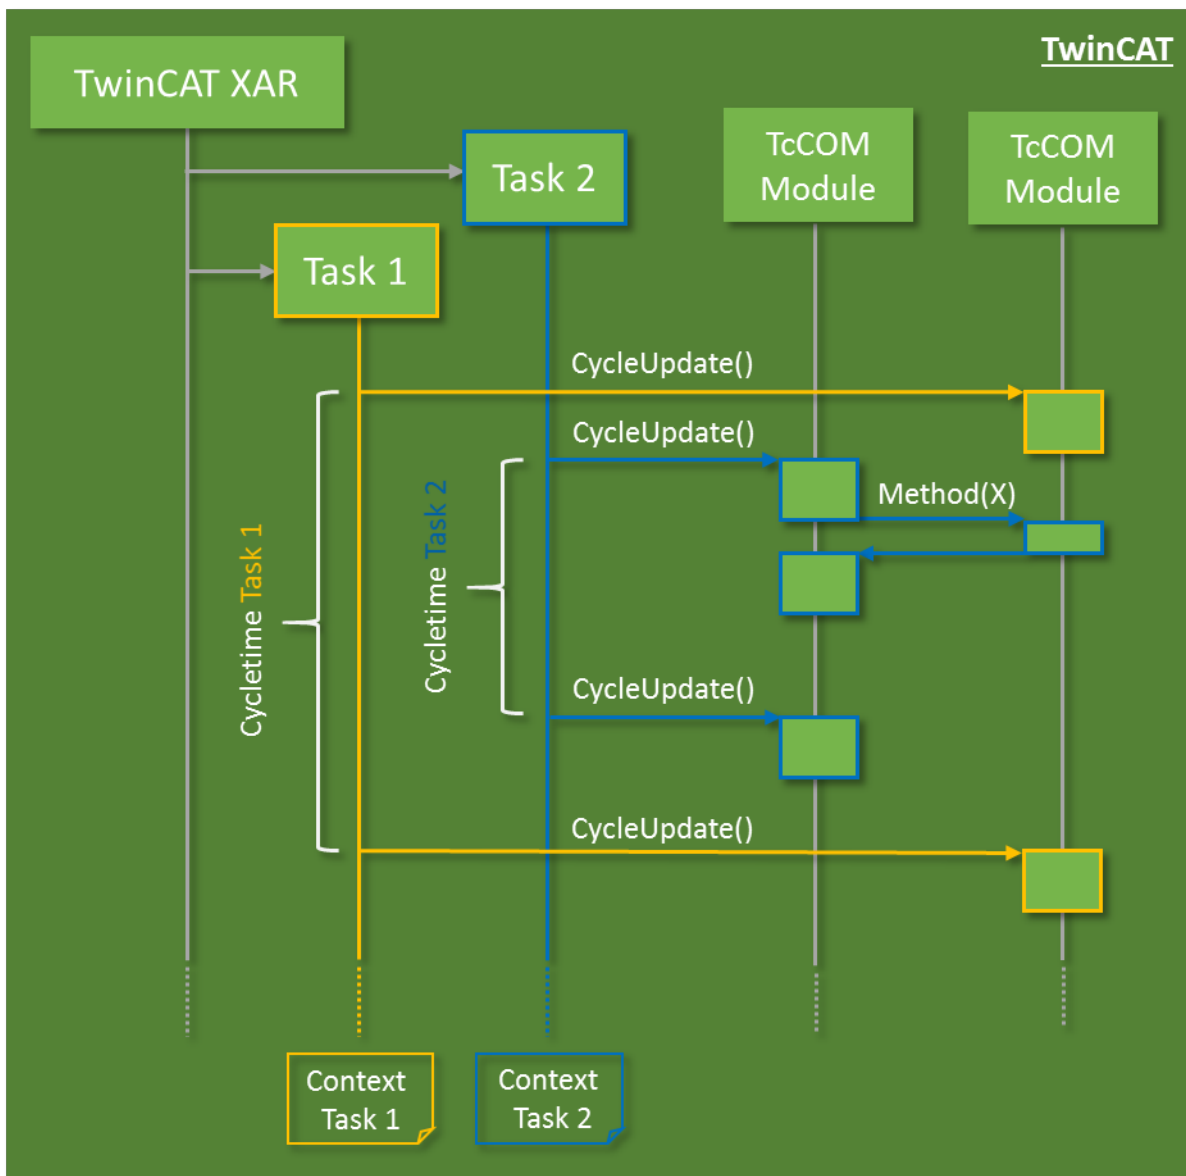 TwinCAT
TwinCAT XAR
Task 2
TcCOM
Module
TcCOM
Module
Task 1
CycleUpdate()
CycleUpdate()
Method(X)
Cycletime Task 1
Cycletime Task 2
CycleUpdate()
CycleUpdate()
Context
Task 1
Context
Task 2